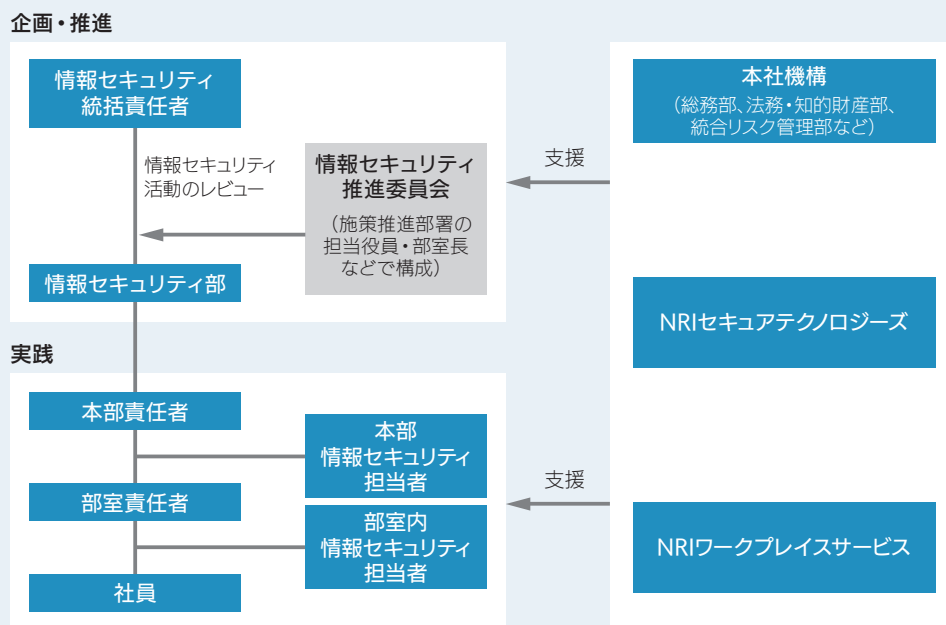 企画・推進
情報セキュリティ
統括責任者
情報セキュリティ
活動のレビュー
情報セキュリティ
推進委員会
（施策推進部署の
担当役員・部室長
などで構成）
情報セキュリティ部
支援
本社機構
（総務部、法務・知的財産部、
統合リスク管理部など）
NRIセキュアテクノロジーズ
実践
本部責任者
本部
情報セキュリティ
担当者
部室責任者
部室内
情報セキュリティ
担当者
社員
支援
NRIワークプレイスサービス